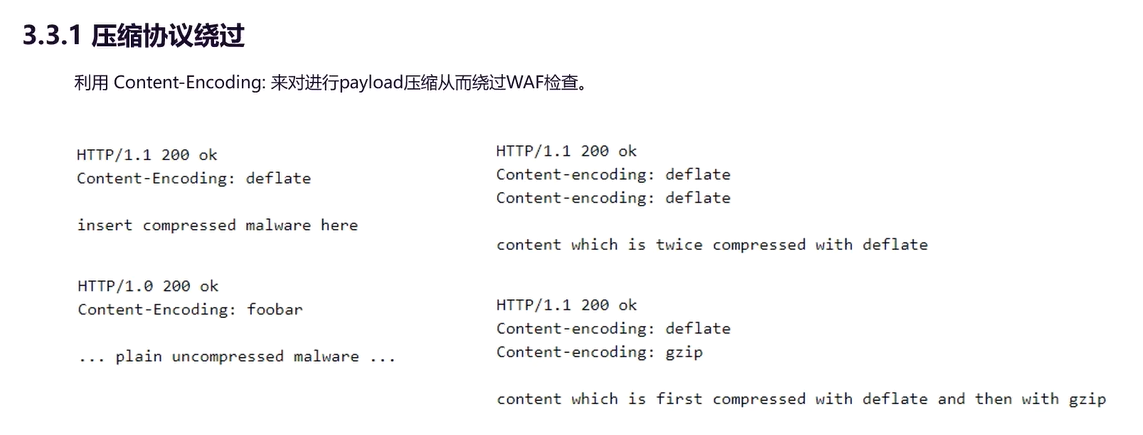 3.3.1 压缩协议绕过
利用 Content-Encoding: 来对进行payload压缩从而绕过WAF检查。
HTTP/1.1 200 ok
Content-Encoding: deflate
insert compressed malware here
HTTP/1.0 200 ok
Content-Encoding: foobar
... plain uncompressed malware ...
HTTP/1.1 200 ok
Content-encoding: deflate
Content-encoding: deflate
content which is twice compressed with deflate
HTTP/1.1 200 ok
Content-encoding: deflate
Content-encoding: gzip
content which is first compressed with deflate and then with gzip